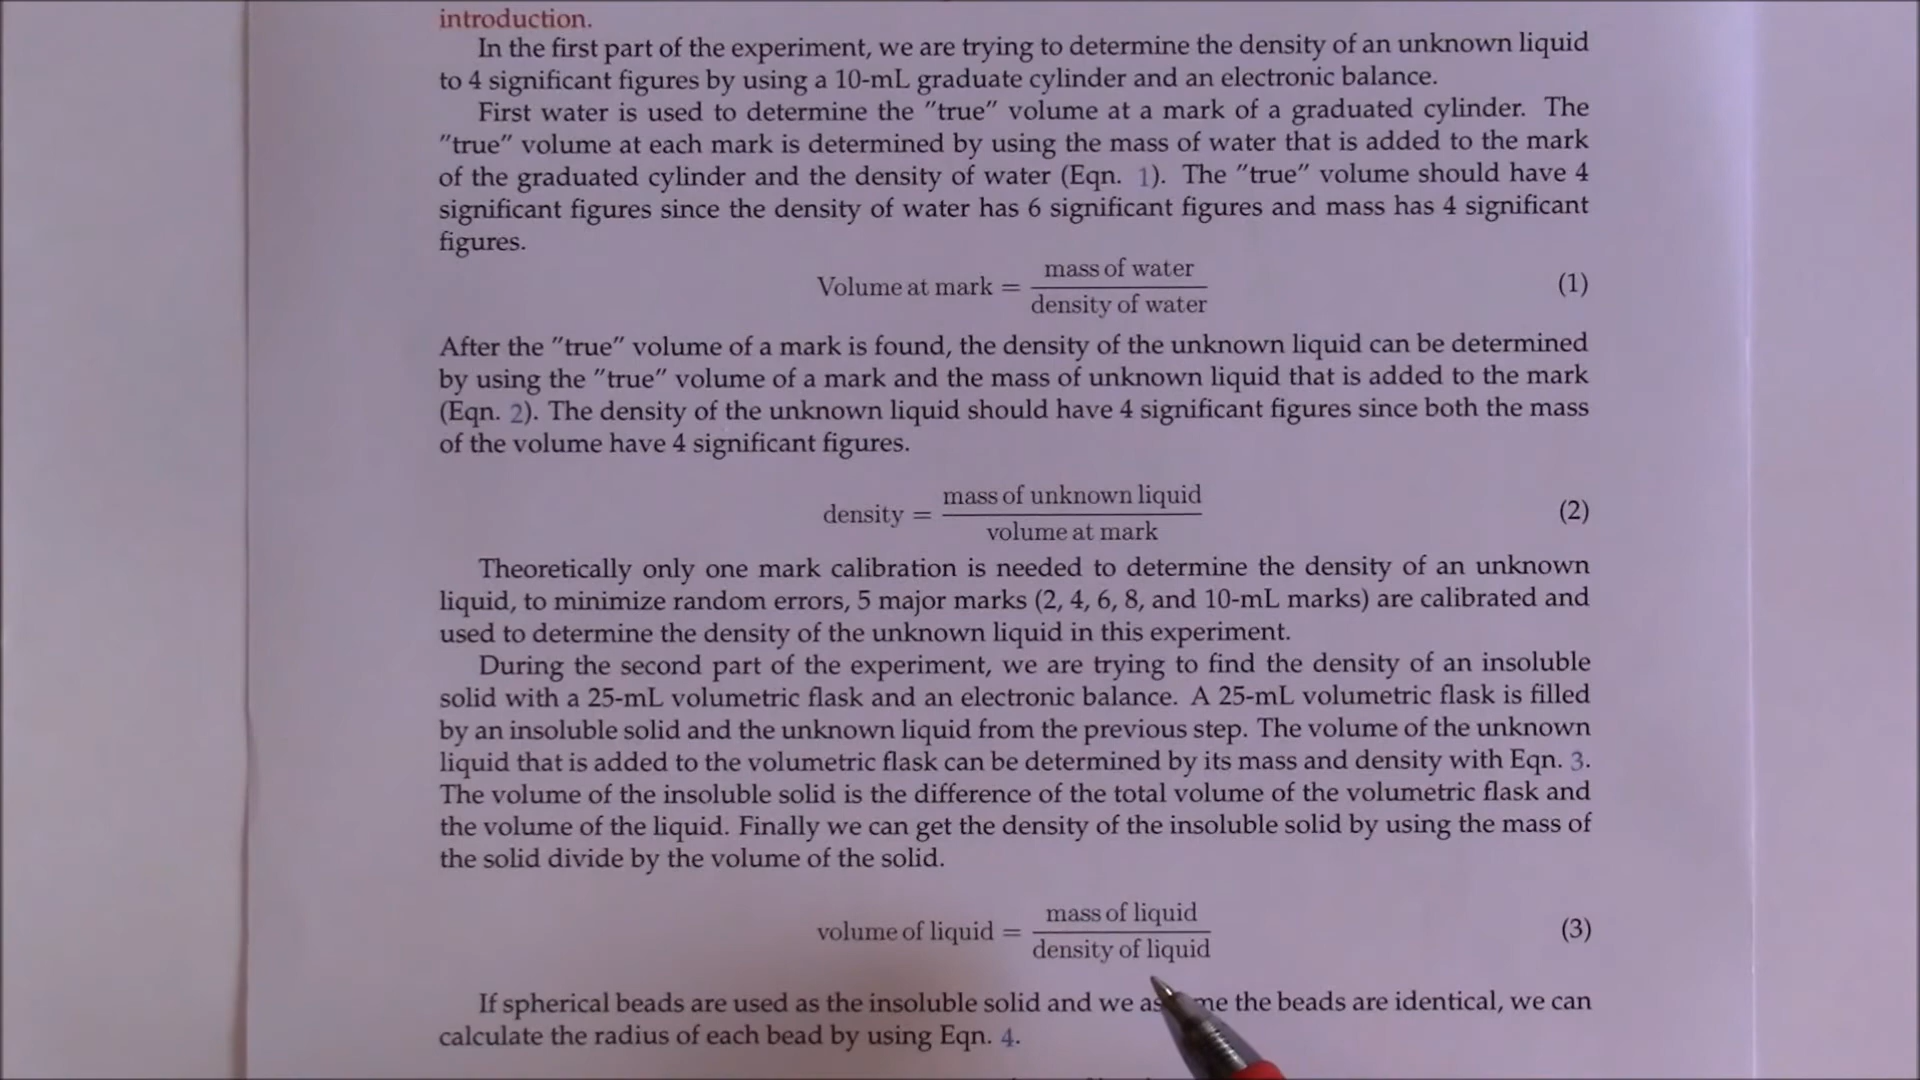 introduction.
In the first part of the experiment, we are trying to determine the density of an unknown liquid
to 4 significant figures by using a 10-mL graduate cylinder and an electronic balance.
First water is used to determine the "true" volume at a mark of a graduated cylinder. The
"true" volume at each mark is determined by using the mass of water that is added to the mark
of the graduated cylinder and the density of water (Eqn. 1). The "true" volume should have 4
significant figures since the density of water has 6 significant figures and mass has 4 significant
figures.
Volume at mark = mass of water / density of water (1)
After the "true" volume of a mark is found, the density of the unknown liquid can be determined
by using the "true" volume of a mark and the mass of unknown liquid that is added to the mark
(Eqn. 2). The density of the unknown liquid should have 4 significant figures since both the mass
of the volume have 4 significant figures.
density = mass of unknown liquid / volume at mark (2)
Theoretically only one mark calibration is needed to determine the density of an unknown
liquid, to minimize random errors, 5 major marks (2, 4, 6, 8, and 10-mL marks) are calibrated and
used to determine the density of the unknown liquid in this experiment.
During the second part of the experiment, we are trying to find the density of an insoluble
solid with a 25-mL volumetric flask and an electronic balance. A 25-mL volumetric flask is filled
by an insoluble solid and the unknown liquid from the previous step. The volume of the unknown
liquid that is added to the volumetric flask can be determined by its mass and density with Eqn. 3.
The volume of the insoluble solid is the difference of the total volume of the volumetric flask and
the volume of the liquid. Finally we can get the density of the insoluble solid by using the mass of
the solid divide by the volume of the solid.
volume of liquid = mass of liquid / density of liquid (3)
If spherical beads are used as the insoluble solid and we the beads are identical, we can
calculate the radius of each bead by using Eqn. 4.